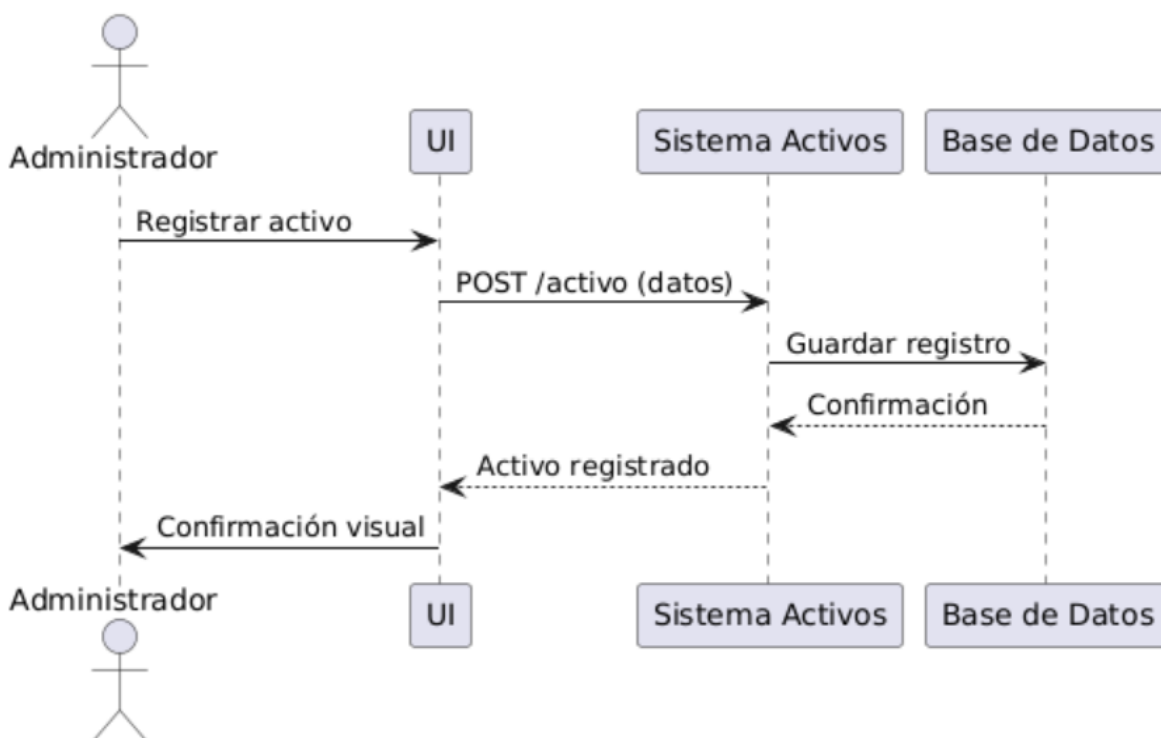 Administrador
UI
Sistema Activos
Base de Datos
Registrar activo
POST /activo (datos)
Guardar registro
Confirmación
Activo registrado
Confirmación visual
Administrador
UI
Sistema Activos
Base de Datos